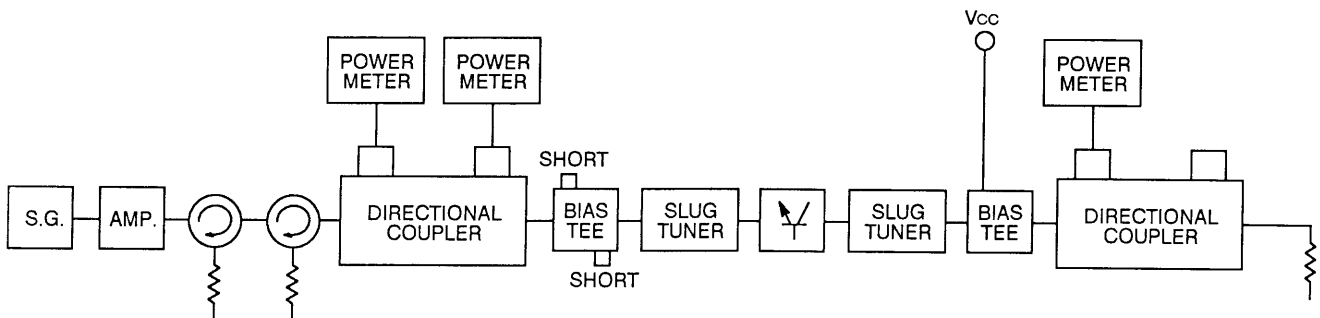 VCC
POWER
METER
POWER
METER
POWER
METER
SHORT
S.G.
AMP.
DIRECTIONAL
COUPLER
BIAS
TEE
SLUG
TUNER
SLUG
TUNER
BIAS
TEE
DIRECTIONAL
COUPLER
SHORT